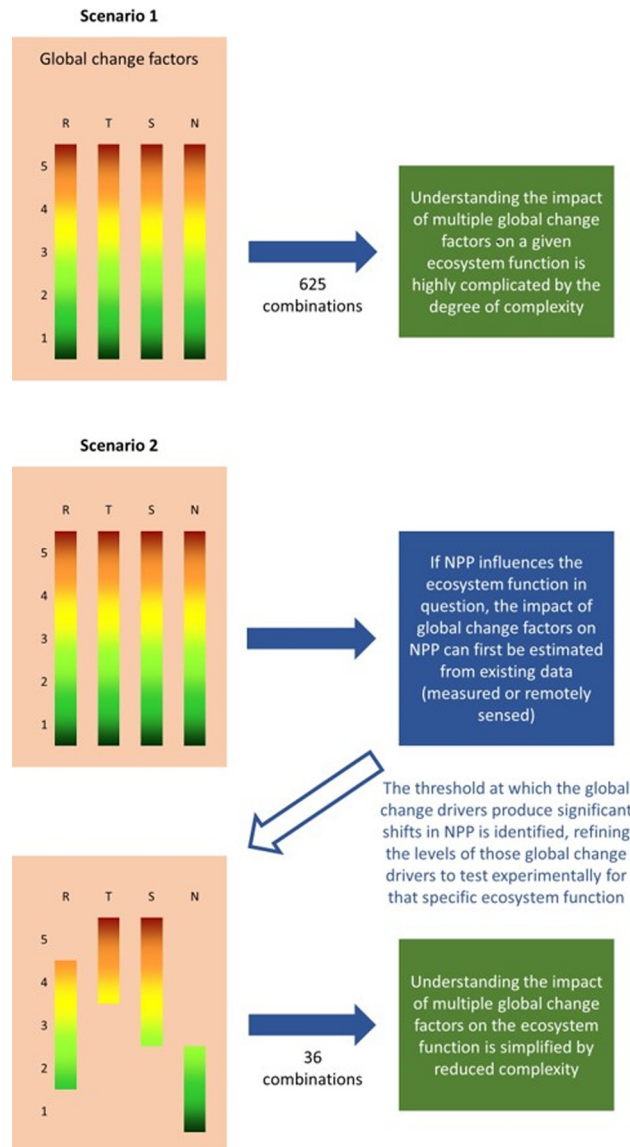 Scenario 1
Global change factors
R T S N
5
4
3
2
1
625
combinations
Understanding the impact
of multiple global change
factors on a given
ecosystem function is
highly complicated by the
degree of complexity
Scenario 2
R T S N
5
4
3
2
1
If NPP influences the
ecosystem function in
question, the impact of
global change factors on
NPP can first be estimated
from existing data
(measured or remotely
sensed)
The threshold at which the global
change drivers produce significant
shifts in NPP is identified, refining
the levels of those global change
drivers to test experimentally for
that specific ecosystem function
R T S N
5
4
3
2
1
36
combinations
Understanding the impact
of multiple global change
factors on the ecosystem
function is simplified by
reduced complexity